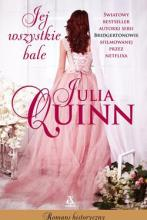 Jej
wszystkie
bale
ŚWIATOWY
BESTSELLER
AUTORKI SERII
BRIDGERTONOWIE
SFILMOWANEJ
PRZEZ
NETFLIXA
JULIA
QUINN
Romans historyczny